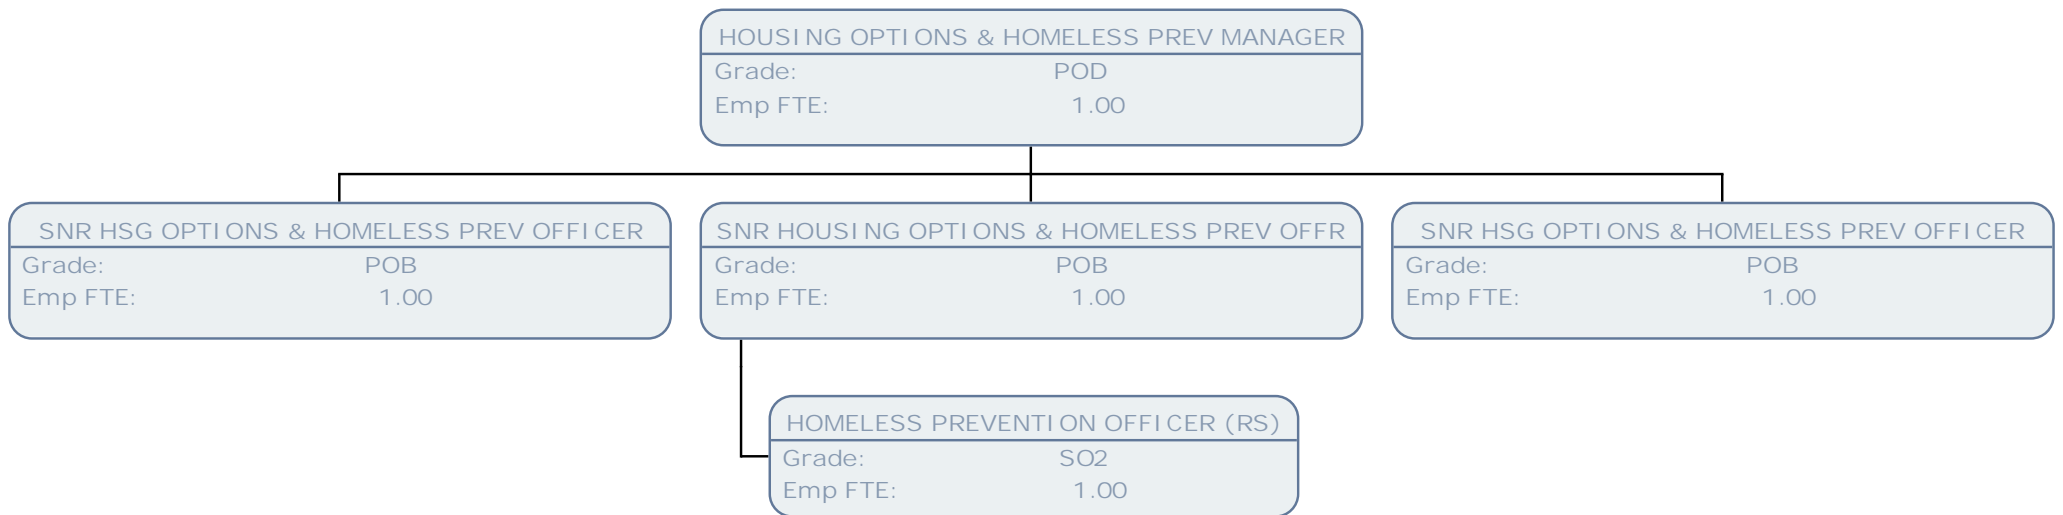 HOUSING OPTIONS & HOMELESS PREV MANAGER
Grade: POD
Emp FTE: 1.00
SNR HSG OPTIONS & HOMELESS PREV OFFICER
Grade: POB
Emp FTE: 1.00
SNR HOUSING OPTIONS & HOMELESS PREV OFFR
Grade: POB
Emp FTE: 1.00
SNR HSG OPTIONS & HOMELESS PREV OFFICER
Grade: POB
Emp FTE: 1.00
HOMELESS PREVENTION OFFICER (RS)
Grade: SO2
Emp FTE: 1.00